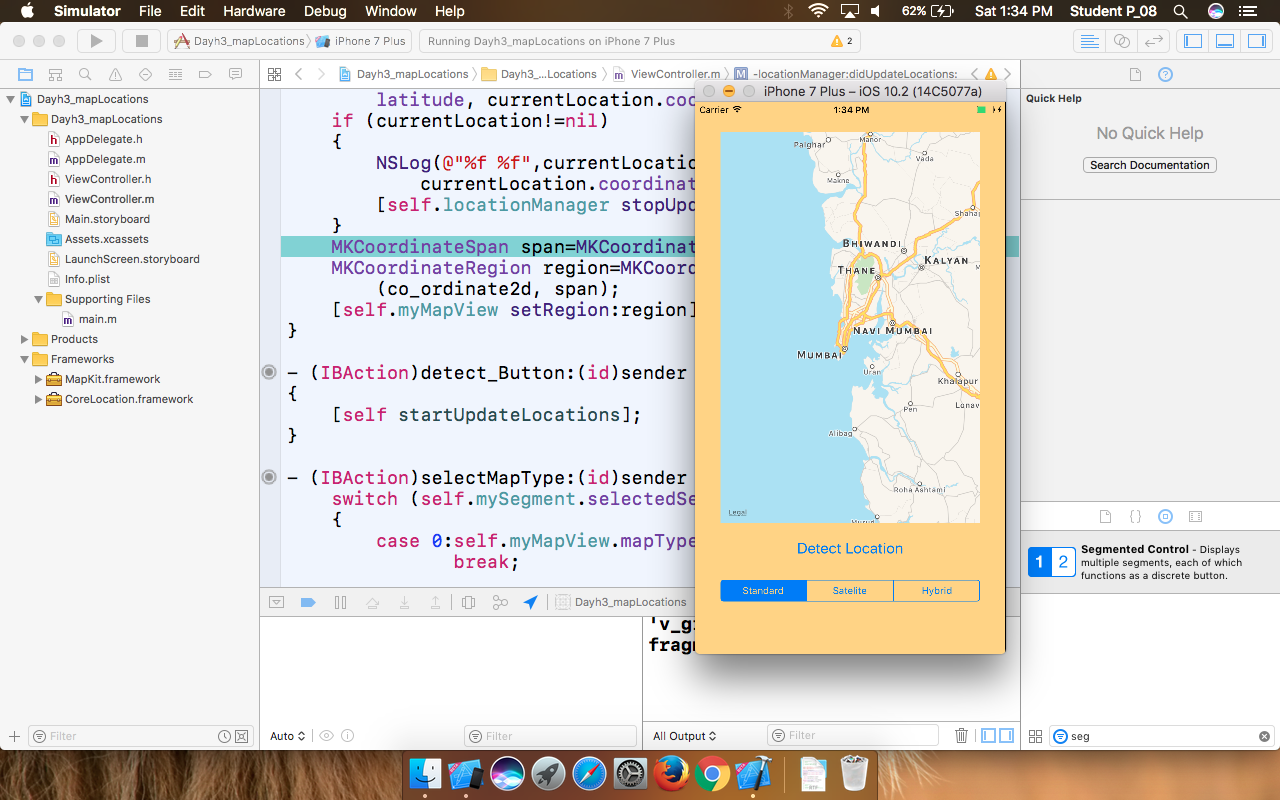 Simulator File Edit Hardware Debug Window Help 62% Sat 1:34 PM Student P_08
Dayh3_mapLocations iPhone 7 Plus Running Dayh3_mapLocations on iPhone 7 Plus 2
Dayh3_mapLocations Dayh3_...Locations ViewController.m M -locationManager:didUpdateLocations:
Dayh3_mapLocations
Dayh3_mapLocations
h AppDelegate.h
m AppDelegate.m
h ViewController.h
m ViewController.m
Main.storyboard
Assets.xcassets
LaunchScreen.storyboard
Info.plist
Supporting Files
m main.m
Products
Frameworks
MapKit.framework
CoreLocation.framework
Filter
latitude, currentLocation.coo
if (currentLocation!=nil)
{
NSLog(@"%f %f",currentLocatio
currentLocation.coordinat
[self.locationManager stopUpd
}
MKCoordinateSpan span=MKCoordinat
MKCoordinateRegion region=MKCoord
(co_ordinate2d, span);
[self.myMapView setRegion:region]
}
- (IBAction)detect_Button:(id)sender
{
[self startUpdateLocations];
}
- (IBAction)selectMapType:(id)sender
switch (self.mySegment.selectedSe
{
case 0:self.myMapView.mapType
break;
Dayh3_mapLocations
'v_gi
fragm
Auto
Filter
All Output
Filter
iPhone 7 Plus – iOS 10.2 (14C5077a)
Carrier 1:34 PM
Palghar
Manor
Vada
Makne
Shahap
BHIWANDI
KALYAN
THANE
NAVI MUMBAI
MUMBAI
Uran
Khalapur
Lonav
Pen
Alibag
Roha Ashtami
Murud
Legal
Detect Location
Standard Satelite Hybrid
Quick Help
No Quick Help
Search Documentation
1 2
Segmented Control - Displays
multiple segments, each of which
functions as a discrete button.
seg